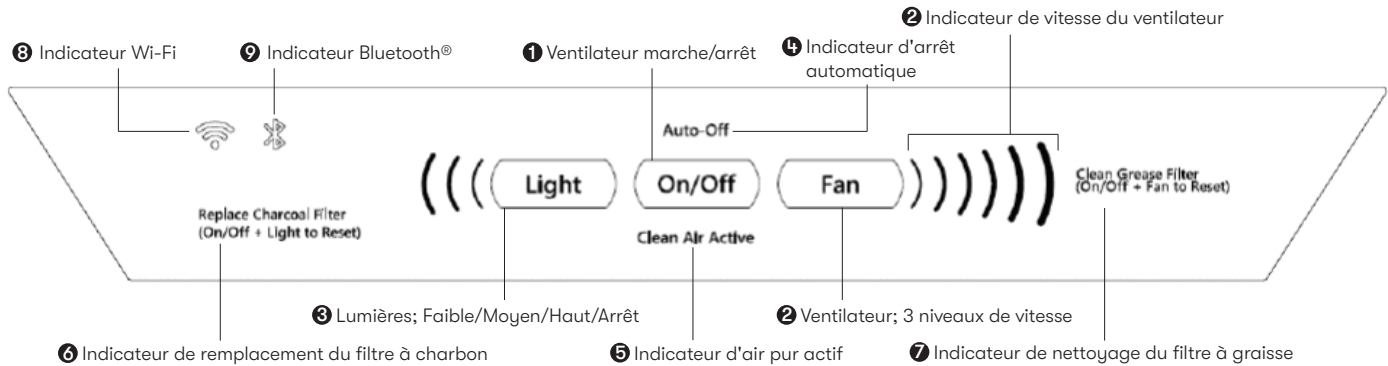 ❷ Indicateur de vitesse du ventilateur
❽ Indicateur Wi-Fi
❾ Indicateur Bluetooth®
❶ Ventilateur marche/arrêt
❹ Indicateur d'arrêt
automatique
Auto-Off
Light
On/Off
Fan
Clean Grease Filter
(On/Off + Fan to Reset)
Replace Charcoal Filter
(On/Off + Light to Reset)
Clean Air Active
❸ Lumières; Faible/Moyen/Haut/Arrêt
❷ Ventilateur; 3 niveaux de vitesse
❻ Indicateur de remplacement du filtre à charbon
❺ Indicateur d'air pur actif
❼ Indicateur de nettoyage du filtre à graisse